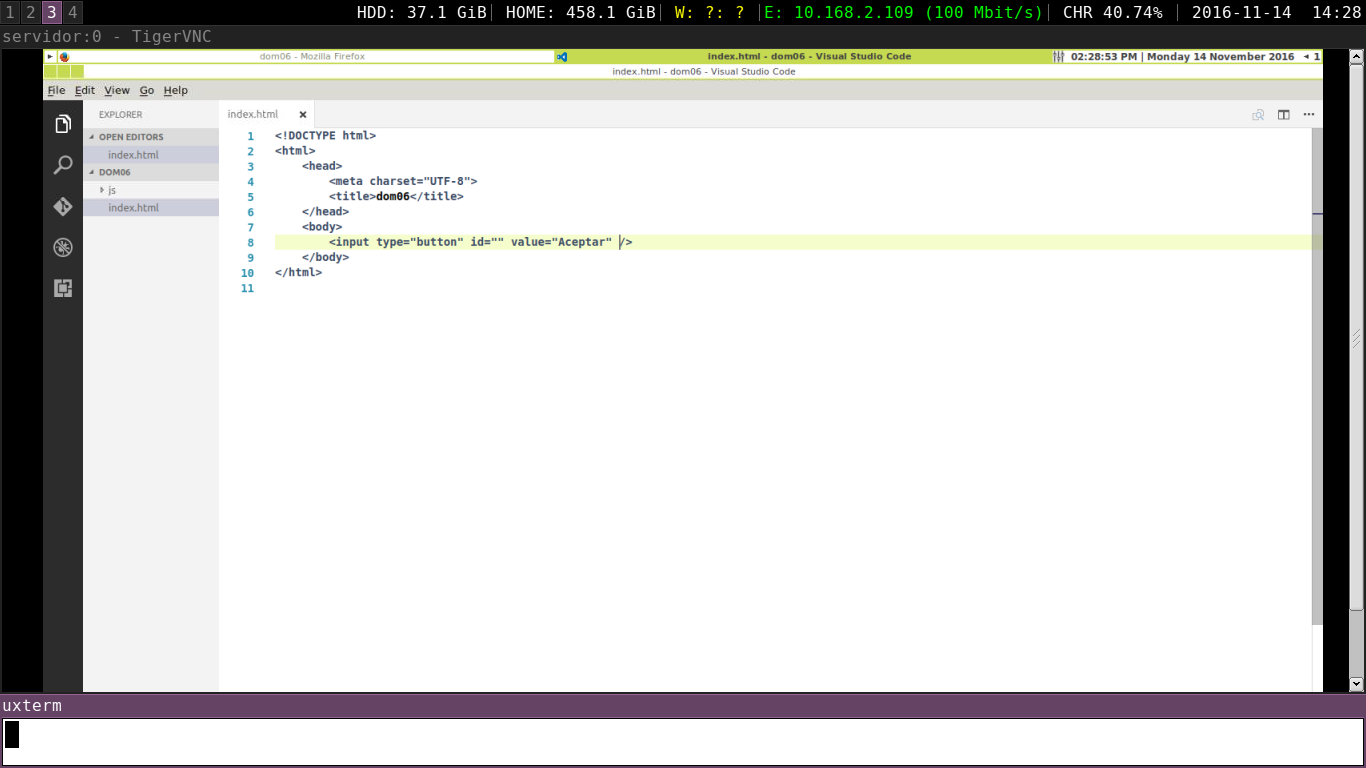 1 2 3 4 HDD: 37.1 GiB| HOME: 458.1 GiB| W: ?: ? |E: 10.168.2.109 (100 Mbit/s)| CHR 40.74% | 2016-11-14 14:28
servidor:0 - TigerVNC
dom06 - Mozilla Firefox index.html - dom06 - Visual Studio Code 02:28:53 PM | Monday 14 November 2016 1
index.html - dom06 - Visual Studio Code
File Edit View Go Help
EXPLORER
OPEN EDITORS
index.html
DOM06
js
index.html
index.html
1 <!DOCTYPE html>
2 <html>
3     <head>
4         <meta charset="UTF-8">
5         <title>dom06</title>
6     </head>
7     <body>
8         <input type="button" id="" value="Aceptar" />
9     </body>
10 </html>
11
uxterm